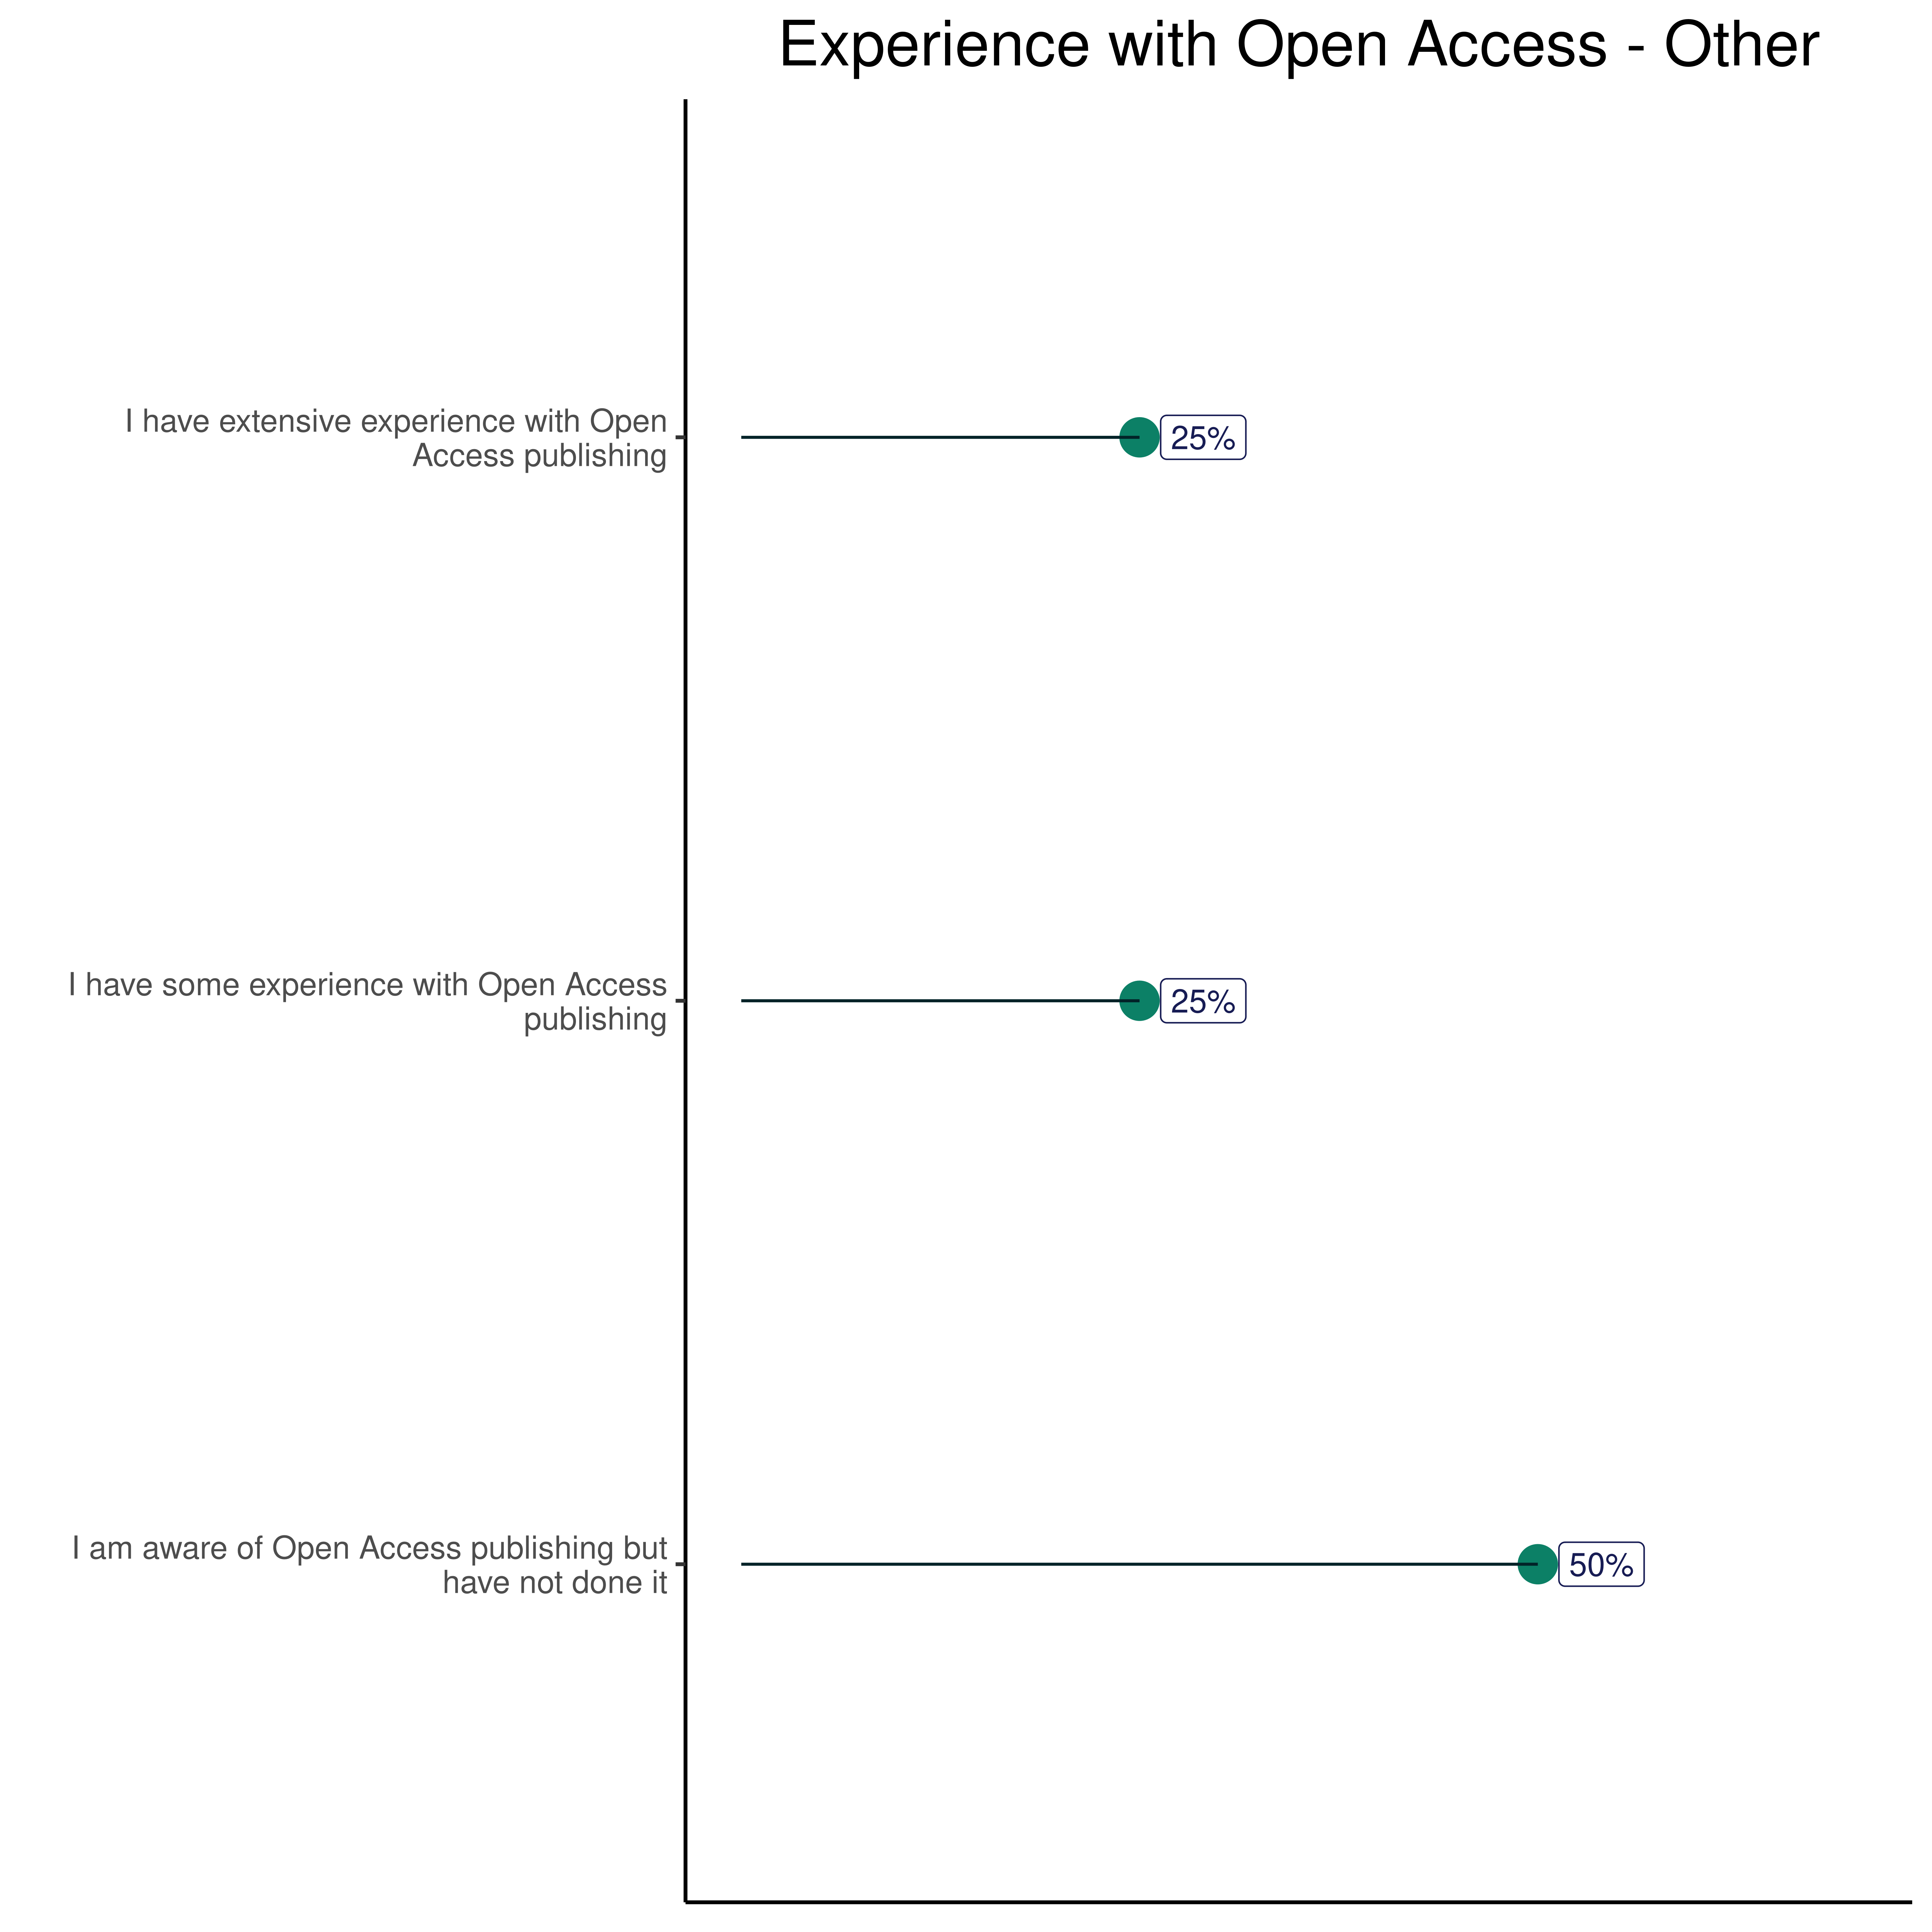 Experience with Open Access - Other
I have extensive experience with Open
Access publishing
25%
I have some experience with Open Access
publishing
25%
I am aware of Open Access publishing but
have not done it
50%